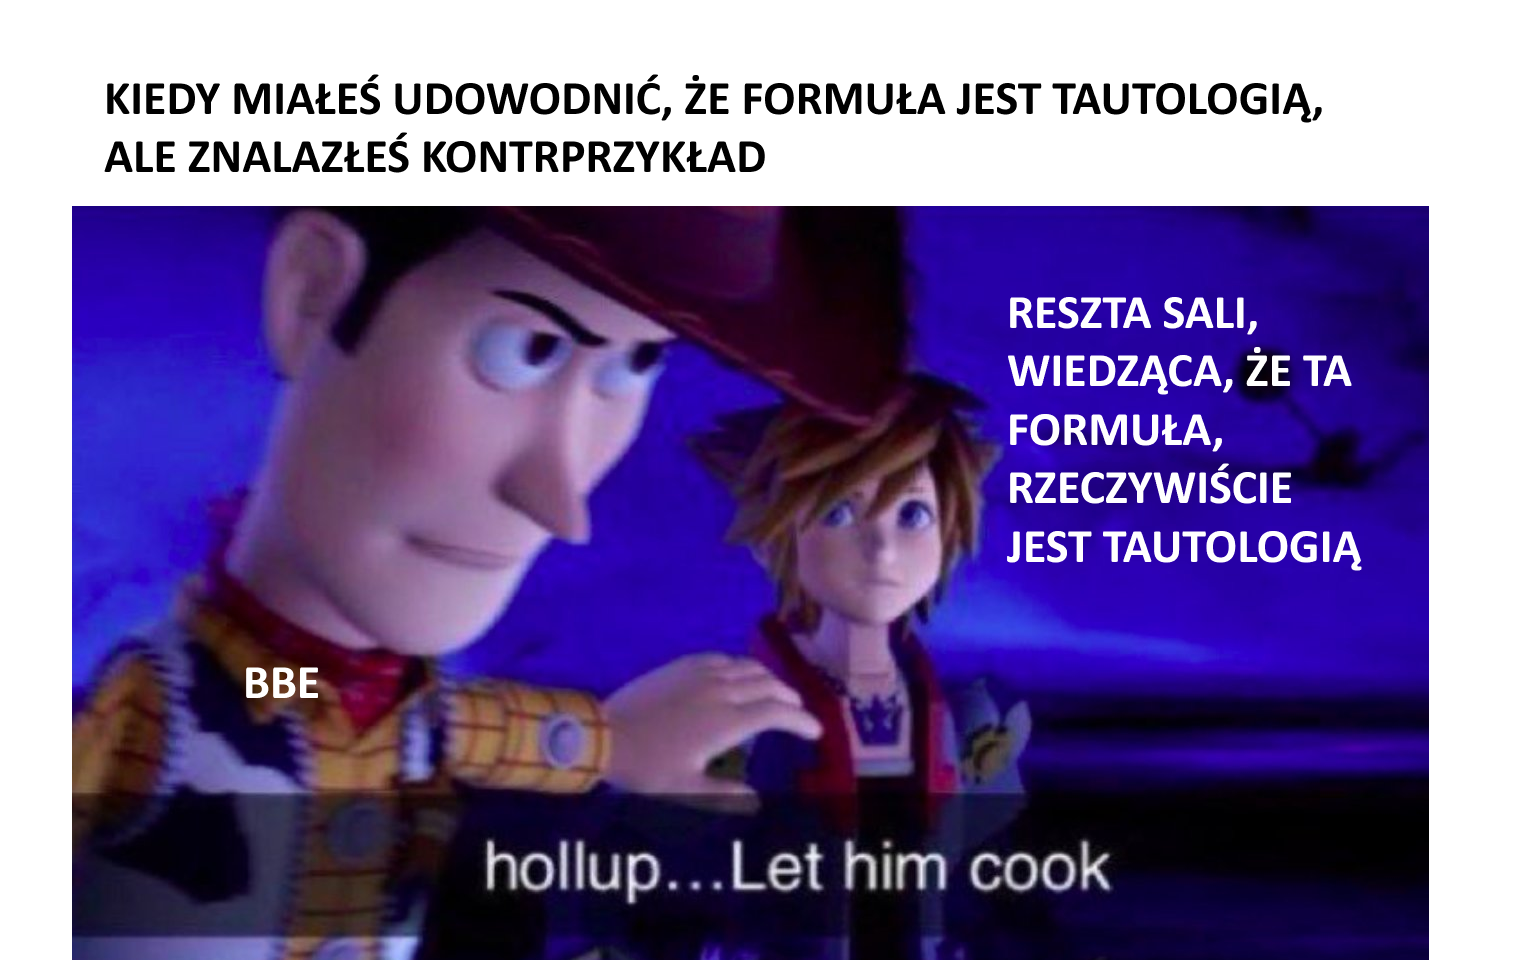 KIEDY MIAŁEŚ UDOWODNIĆ, ŻE FORMUŁA JEST TAUTOLOGIĄ,
ALE ZNALAZŁEŚ KONTRPRZYKŁAD
RESZTA SALI,
WIEDZĄCA, ŻE TA
FORMUŁA,
RZECZYWIŚCIE
JEST TAUTOLOGIĄ
BBE
hollup...Let him cook